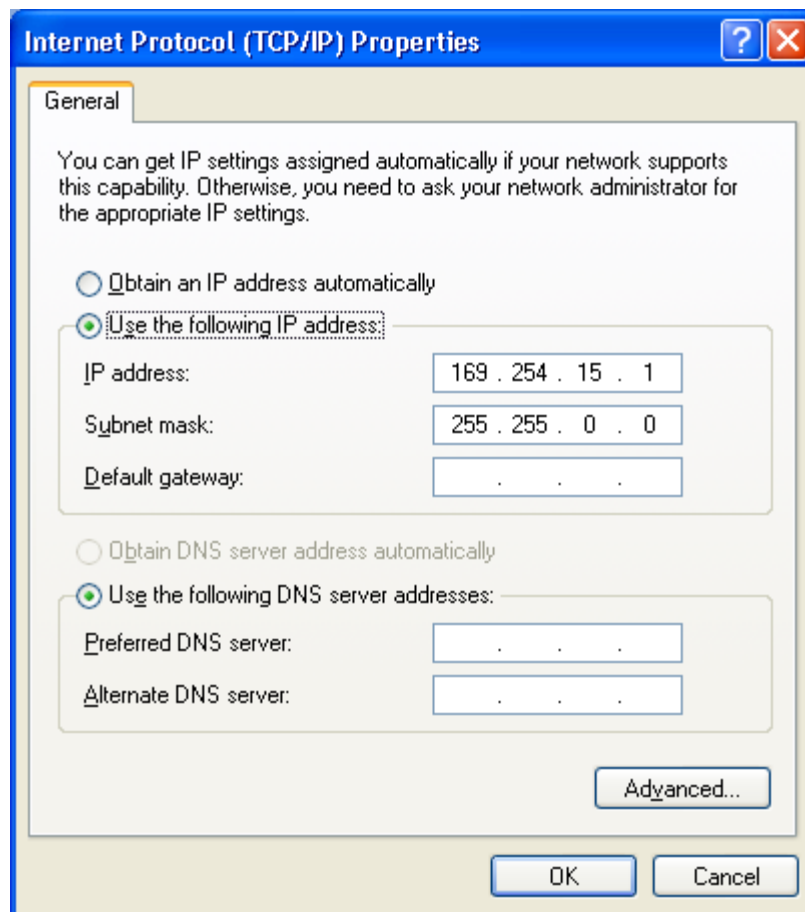 Internet Protocol (TCP/IP) Properties
General
You can get IP settings assigned automatically if your network supports
this capability. Otherwise, you need to ask your network administrator for
the appropriate IP settings.
Obtain an IP address automatically
Use the following IP address:
IP address: 169 . 254 . 15 . 1
Subnet mask: 255 . 255 . 0 . 0
Default gateway: . . .
Obtain DNS server address automatically
Use the following DNS server addresses:
Preferred DNS server: . . .
Alternate DNS server: . . .
Advanced...
OK Cancel